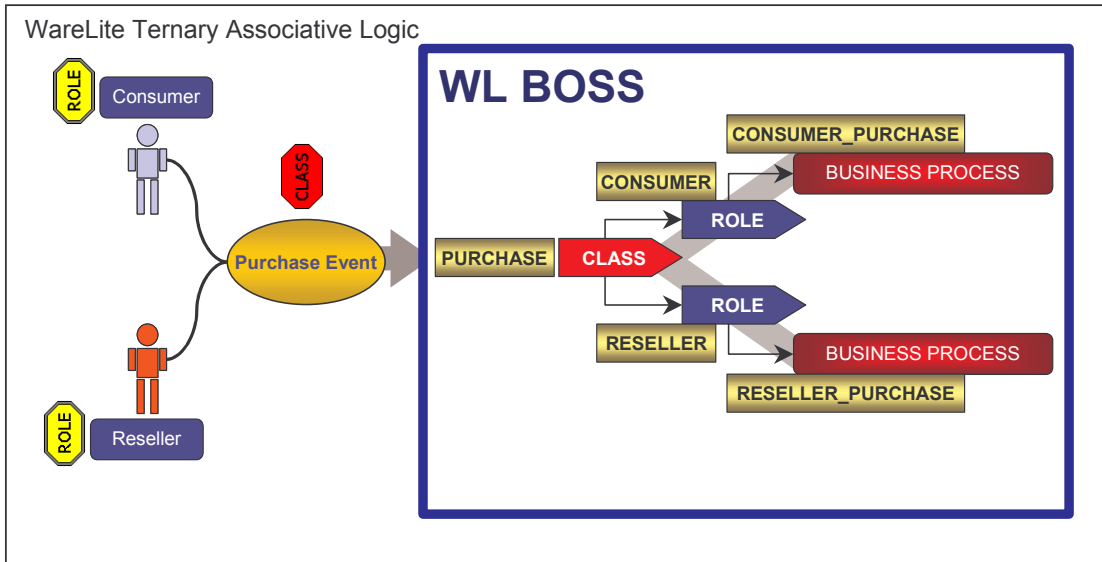 WareLite Ternary Associative Logic
ROLE
Consumer
CLASS
Purchase Event
ROLE
Reseller
WL BOSS
CONSUMER_PURCHASE
BUSINESS PROCESS
CONSUMER
ROLE
PURCHASE
CLASS
ROLE
RESELLER
BUSINESS PROCESS
RESELLER_PURCHASE